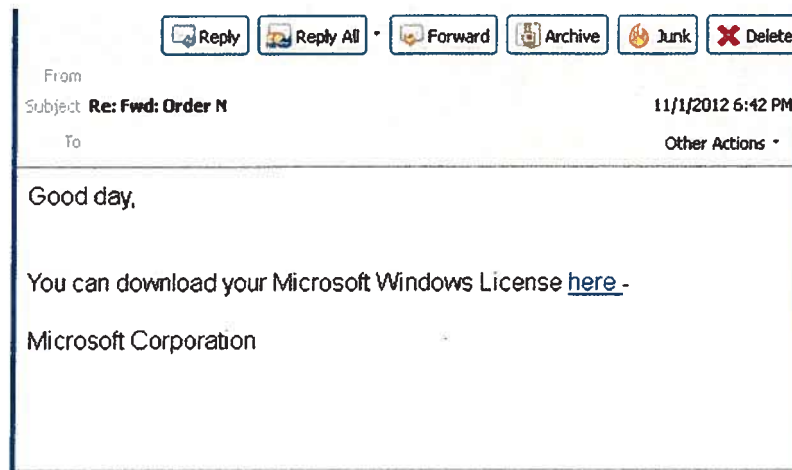 Reply Reply All Forward Archive Junk Delete
From
Subject Re: Fwd: Order N 11/1/2012 6:42 PM
To Other Actions
Good day,
You can download your Microsoft Windows License here -
Microsoft Corporation